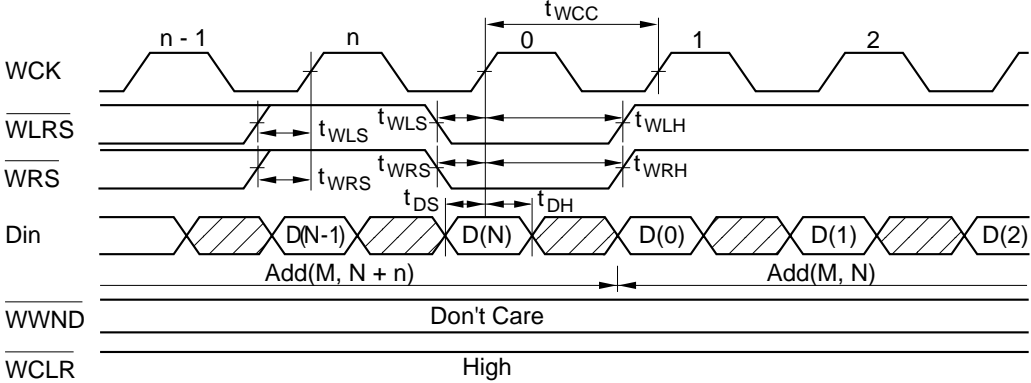 tWCC
n - 1 n 0 1 2
WCK
WLRS tWLS tWLS tWLH
WRS tWRS tWRS tWRH
tDS tDH
Din D(N-1) D(N) D(0) D(1) D(2)
Add(M, N + n) Add(M, N)
WWND Don't Care
WCLR High